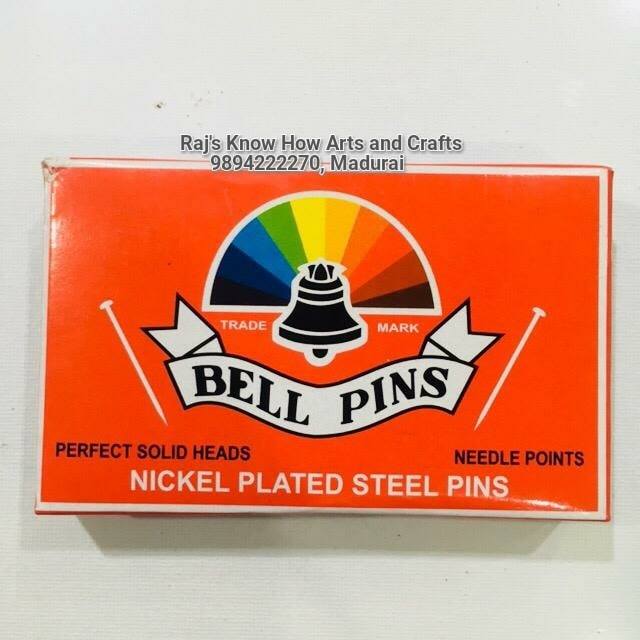 Raj's Know How Arts and Crafts
9894222270, Madurai
TRADE MARK
BELL PINS
PERFECT SOLID HEADS
NEEDLE POINTS
NICKEL PLATED STEEL PINS